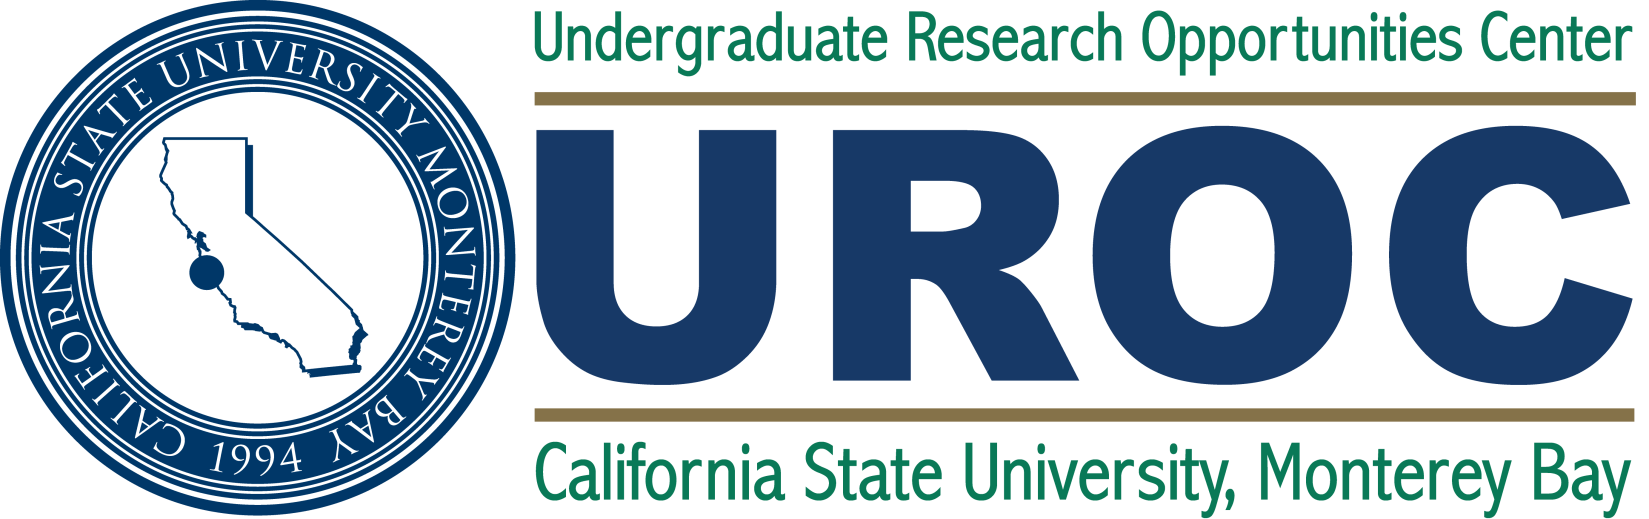 CALIFORNIA STATE UNIVERSITY MONTEREY BAY
1994
Undergraduate Research Opportunities Center
UROC
California State University, Monterey Bay